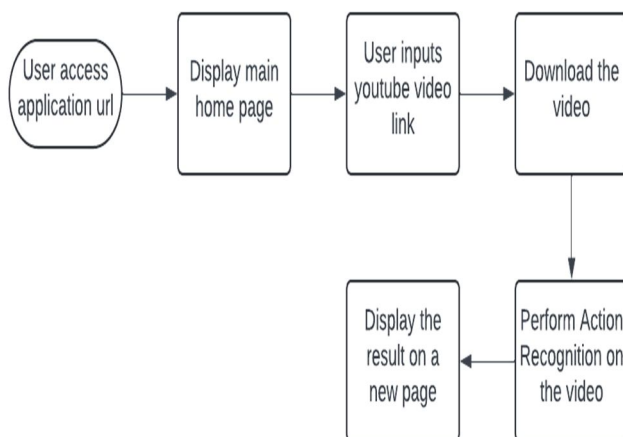 User access
application url
Display main
home page
User inputs
youtube video
link
Download the
video
Perform Action
Recognition on
the video
Display the
result on a
new page